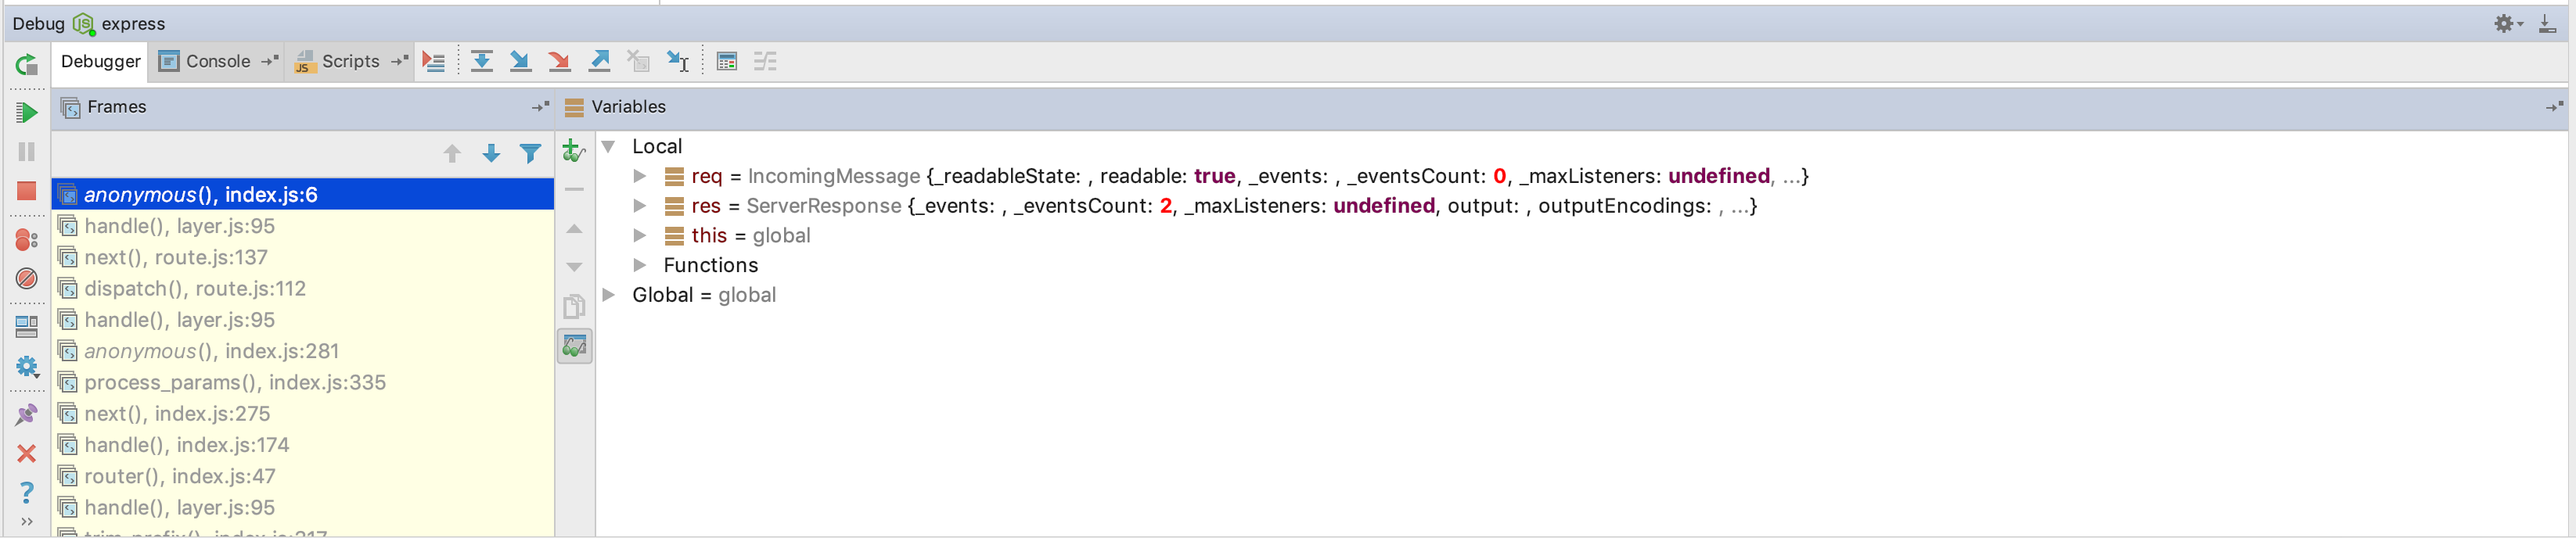 Debug express
Debugger Console Scripts
Frames
Variables
anonymous(), index.js:6
handle(), layer.js:95
next(), route.js:137
dispatch(), route.js:112
handle(), layer.js:95
anonymous(), index.js:281
process_params(), index.js:335
next(), index.js:275
handle(), index.js:174
router(), index.js:47
handle(), layer.js:95
trim_prefix(), index.js:317
Local
req = IncomingMessage {_readableState: , readable: true, _events: , _eventsCount: 0, _maxListeners: undefined, ...}
res = ServerResponse {_events: , _eventsCount: 2, _maxListeners: undefined, output: , outputEncodings: , ...}
this = global
Functions
Global = global